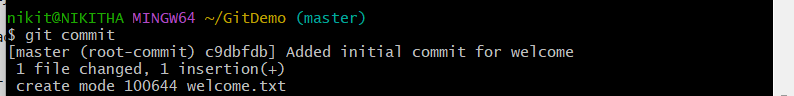 nikit@NIKITHA MINGW64 ~/GitDemo (master)
$ git commit
[master (root-commit) c9dbfdb] Added initial commit for welcome
 1 file changed, 1 insertion(+)
 create mode 100644 welcome.txt